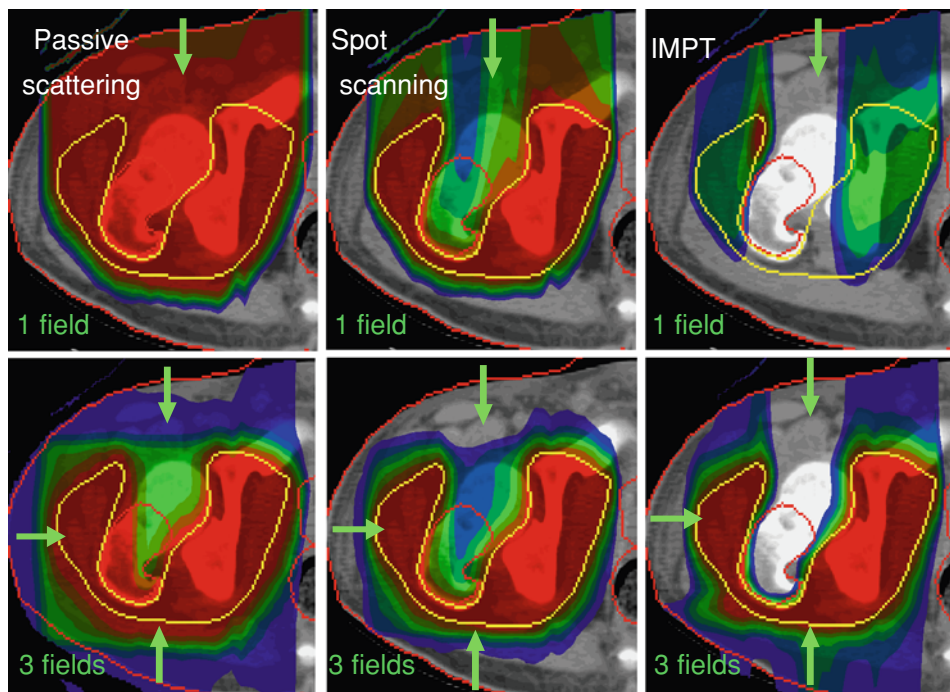 Passive
scattering
1 field
Spot
scanning
1 field
IMPT
1 field
3 fields
3 fields
3 fields